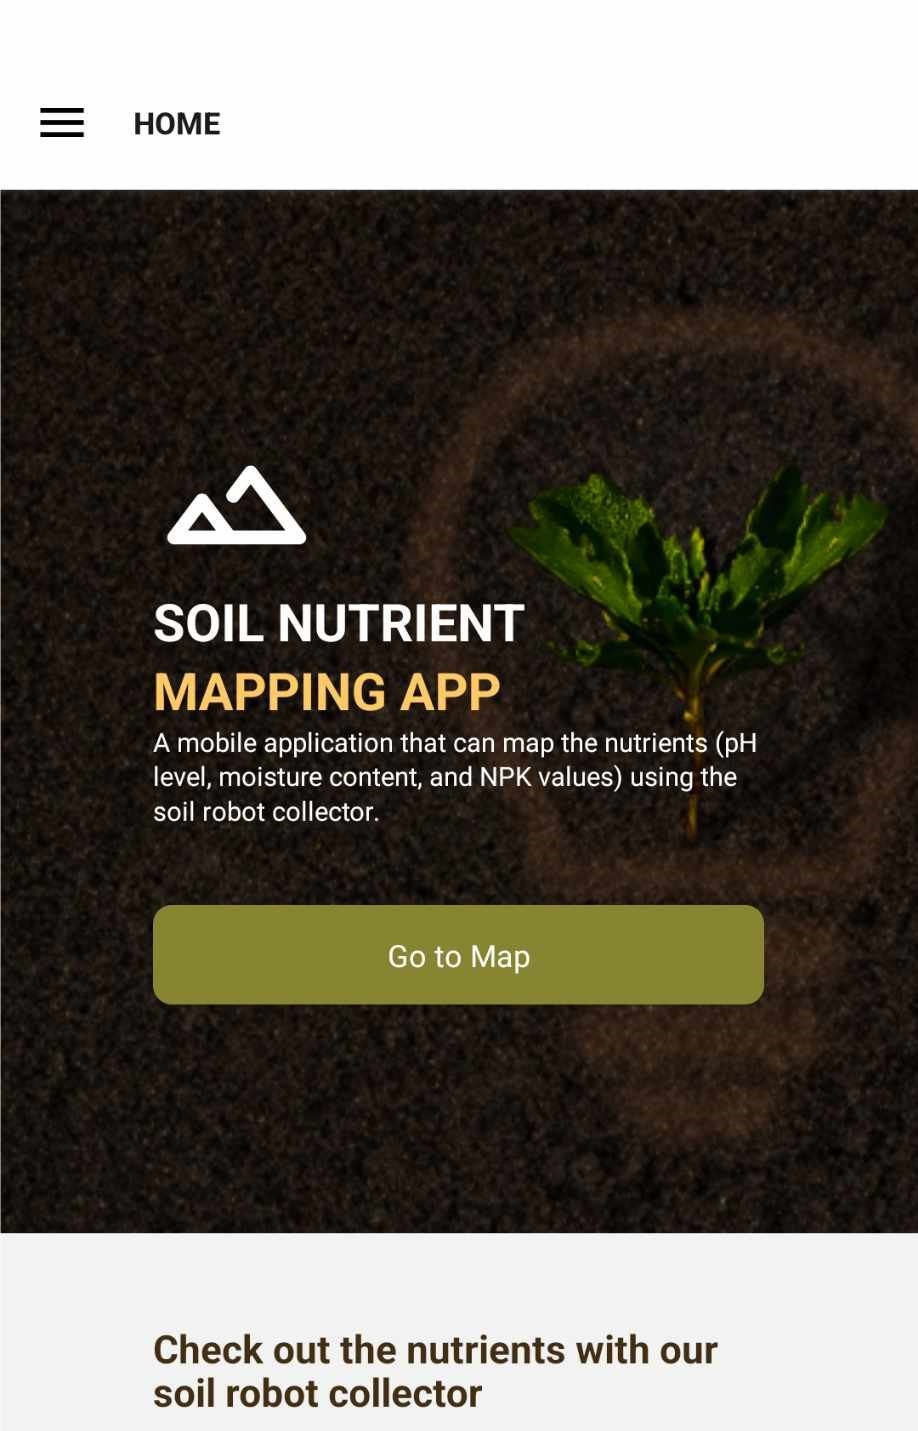 HOME
SOIL NUTRIENT
MAPPING APP
A mobile application that can map the nutrients (pH
level, moisture content, and NPK values) using the
soil robot collector.
Go to Map
Check out the nutrients with our
soil robot collector